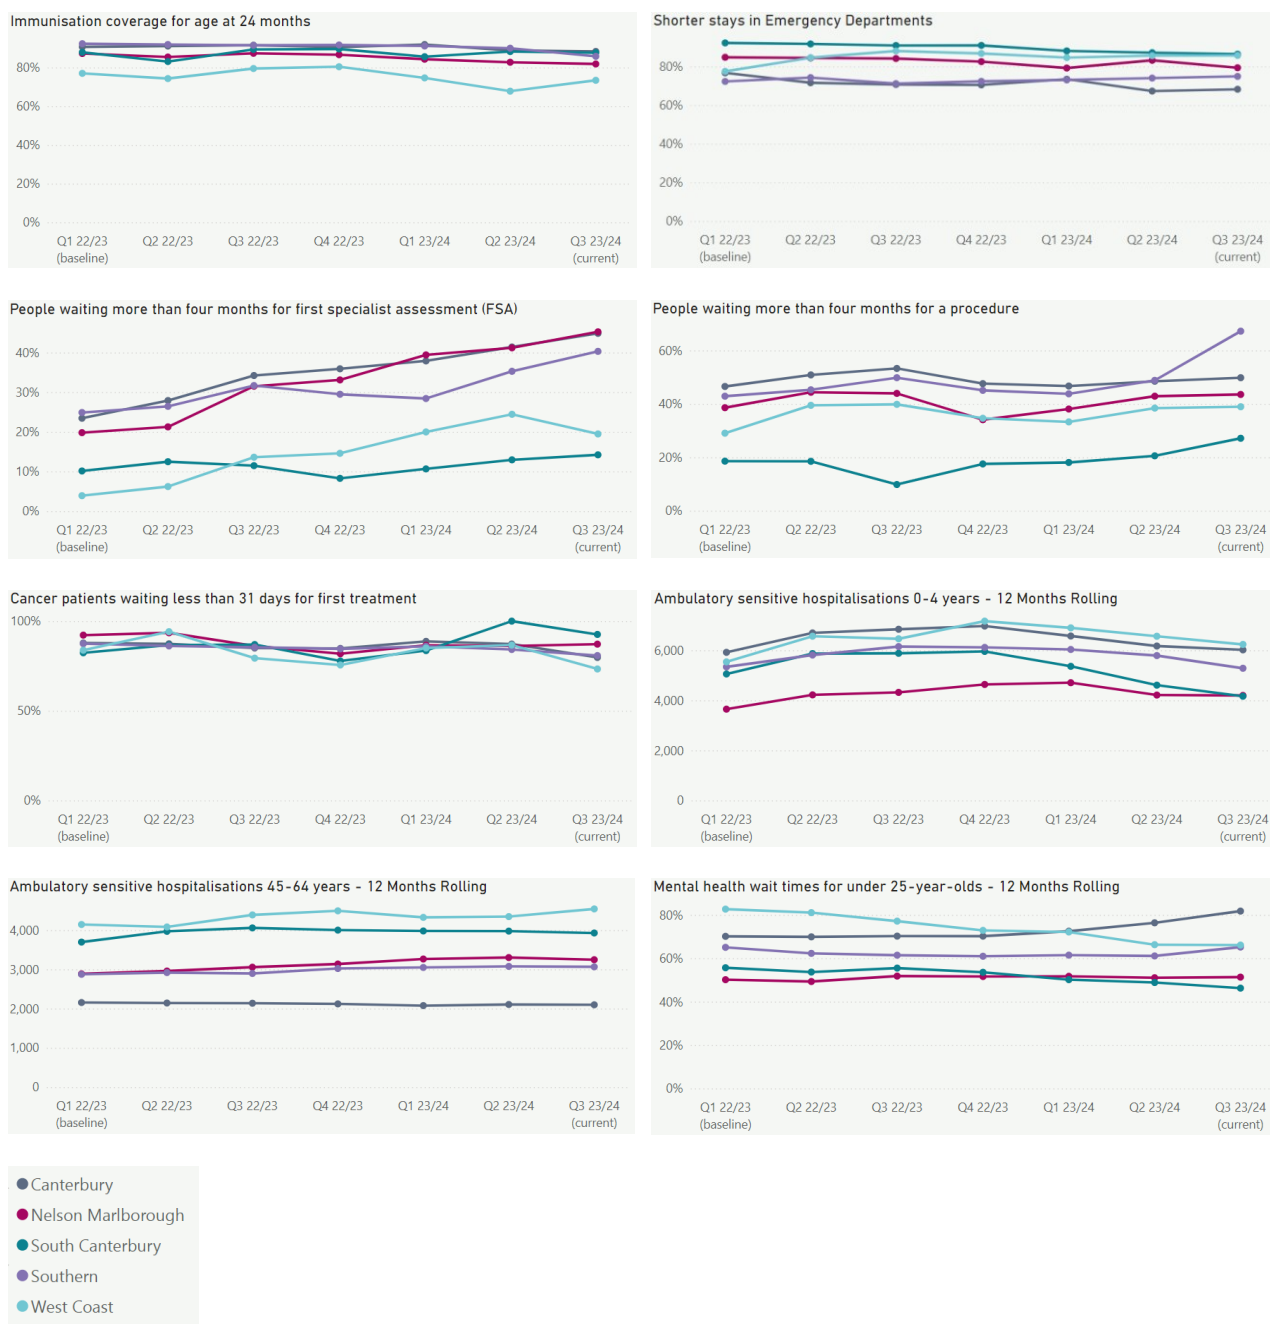 Immunisation coverage for age at 24 months
80%
60%
40%
20%
0%
Q1 22/23 Q2 22/23 Q3 22/23 Q4 22/23 Q1 23/24 Q2 23/24 Q3 23/24
(baseline) (current)
Shorter stays in Emergency Departments
80%
60%
40%
20%
0%
Q1 22/23 Q2 22/23 Q3 22/23 Q4 22/23 Q1 23/24 Q2 23/24 Q3 23/24
(baseline) (current)
People waiting more than four months for first specialist assessment (FSA)
40%
30%
20%
10%
0%
Q1 22/23 Q2 22/23 Q3 22/23 Q4 22/23 Q1 23/24 Q2 23/24 Q3 23/24
(baseline) (current)
People waiting more than four months for a procedure
60%
40%
20%
0%
Q1 22/23 Q2 22/23 Q3 22/23 Q4 22/23 Q1 23/24 Q2 23/24 Q3 23/24
(baseline) (current)
Cancer patients waiting less than 31 days for first treatment
100%
50%
0%
Q1 22/23 Q2 22/23 Q3 22/23 Q4 22/23 Q1 23/24 Q2 23/24 Q3 23/24
(baseline) (current)
Ambulatory sensitive hospitalisations 0-4 years - 12 Months Rolling
6,000
4,000
2,000
0
Q1 22/23 Q2 22/23 Q3 22/23 Q4 22/23 Q1 23/24 Q2 23/24 Q3 23/24
(baseline) (current)
Ambulatory sensitive hospitalisations 45-64 years - 12 Months Rolling
4,000
3,000
2,000
1,000
0
Q1 22/23 Q2 22/23 Q3 22/23 Q4 22/23 Q1 23/24 Q2 23/24 Q3 23/24
(baseline) (current)
Mental health wait times for under 25-year-olds - 12 Months Rolling
80%
60%
40%
20%
0%
Q1 22/23 Q2 22/23 Q3 22/23 Q4 22/23 Q1 23/24 Q2 23/24 Q3 23/24
(baseline) (current)
Canterbury
Nelson Marlborough
South Canterbury
Southern
West Coast